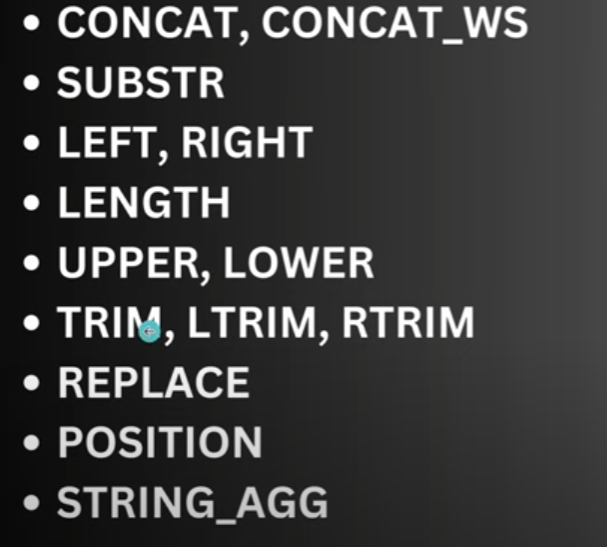 • CONCAT, CONCAT_WS
• SUBSTR
• LEFT, RIGHT
• LENGTH
• UPPER, LOWER
• TRIM, LTRIM, RTRIM
• REPLACE
• POSITION
• STRING_AGG